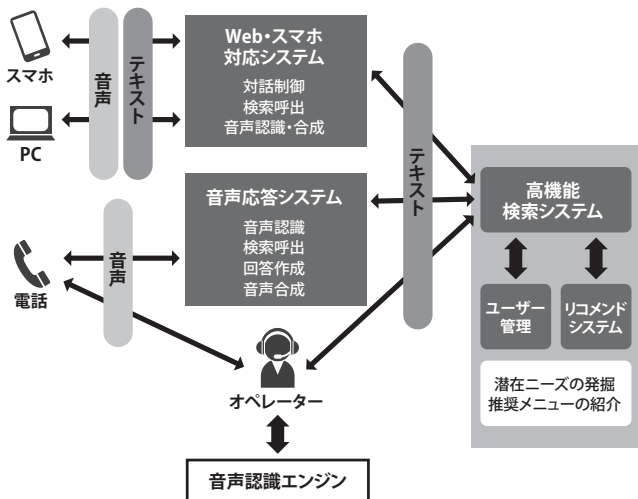 スマホ
PC
音声
テキスト
Web・スマホ
対応システム
対話制御
検索呼出
音声認識・合成
電話
音声
音声応答システム
音声認識
検索呼出
回答作成
音声合成
オペレーター
音声認識エンジン
テキスト
高機能
検索システム
ユーザー
管理
リコメンド
システム
潜在ニーズの発掘
推奨メニューの紹介